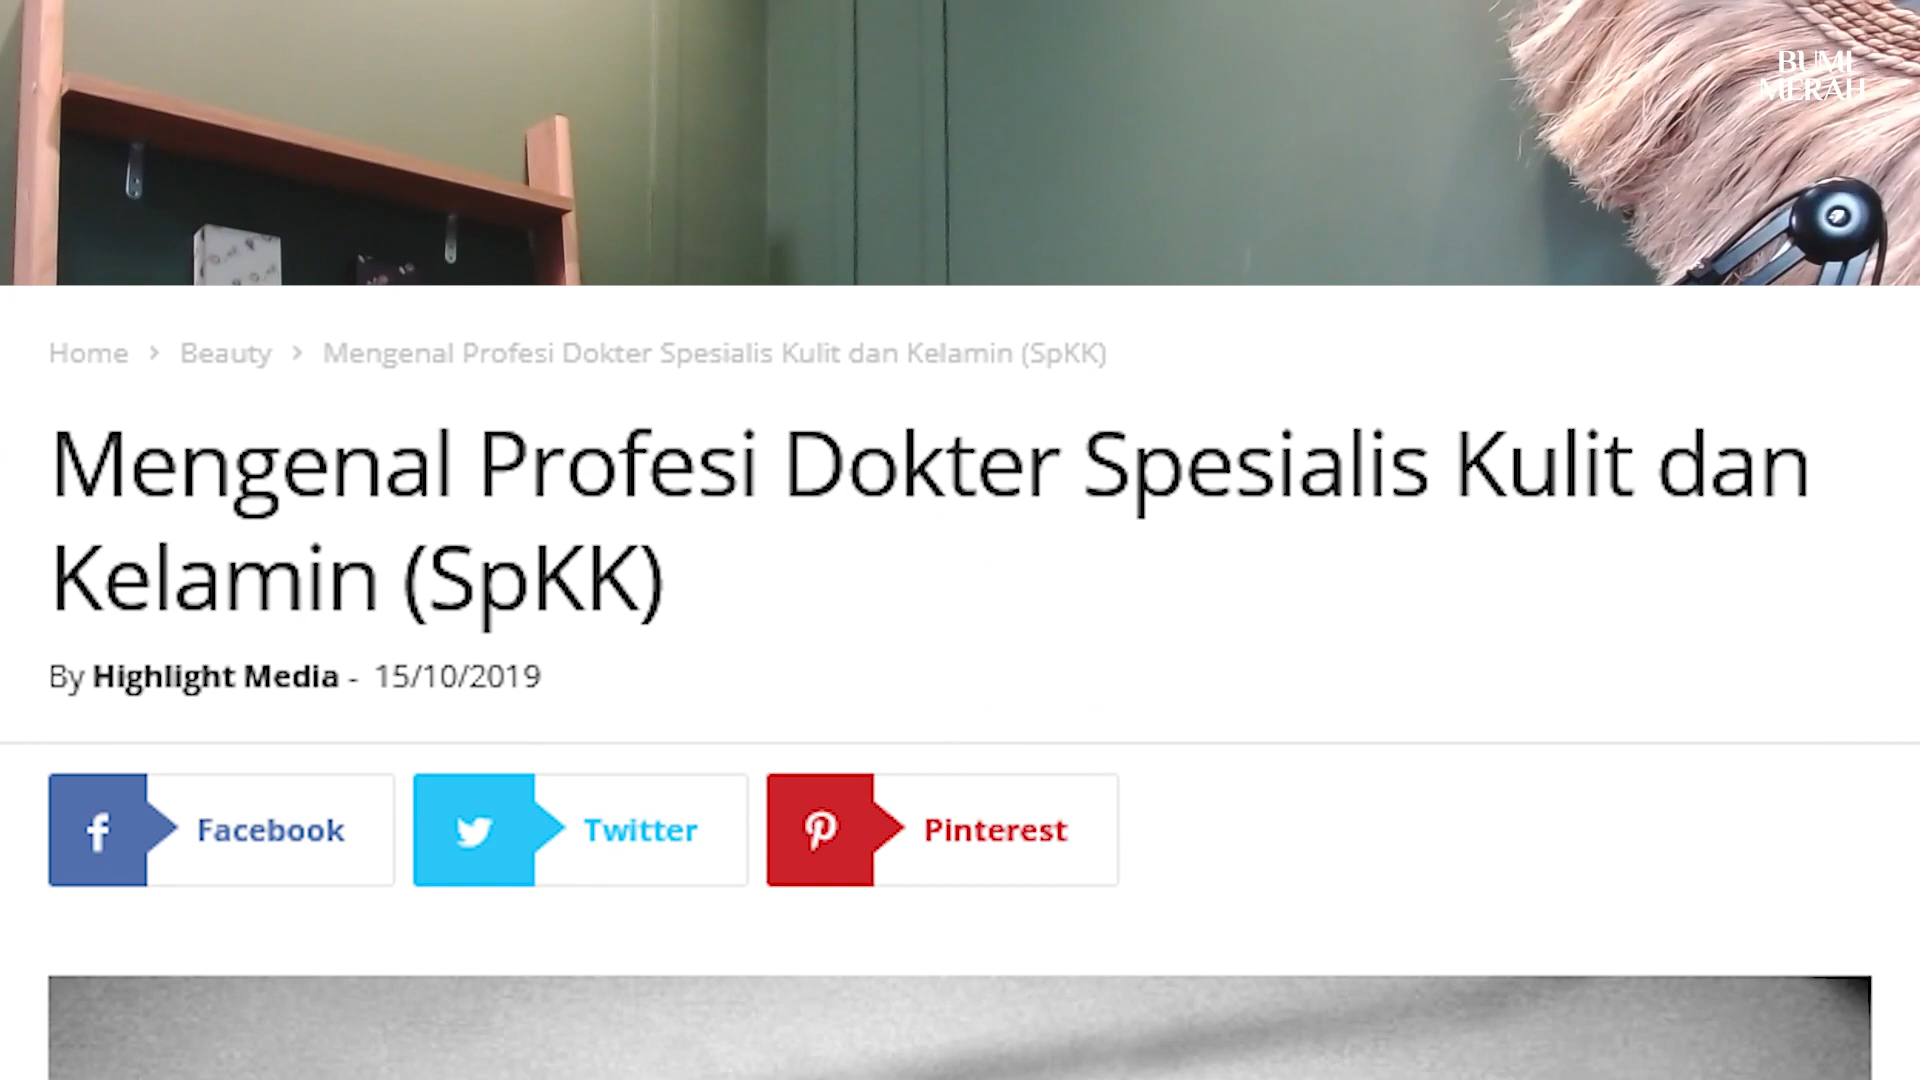 BUMI
MERAH
Home > Beauty > Mengenal Profesi Dokter Spesialis Kulit dan Kelamin (SpKK)
Mengenal Profesi Dokter Spesialis Kulit dan
Kelamin (SpKK)
By Highlight Media - 15/10/2019
Facebook Twitter Pinterest